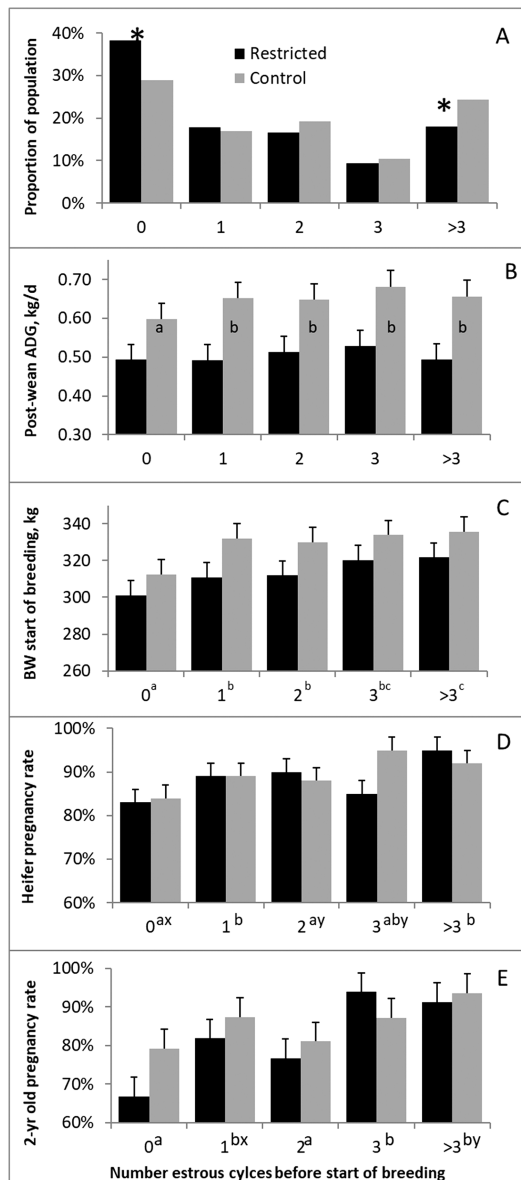 A
Proportion of population
40%
30%
20%
10%
0%
*
*
Restricted
Control
0 1 2 3 >3
B
Post-wean ADG, kg/d
0.70
0.60
0.50
0.40
0.30
a b b b b
0 1 2 3 >3
C
BW start of breeding, kg
340
320
300
280
260
0ᵃ 1ᵇ 2ᵇ 3ᵇᶜ >3ᶜ
D
Heifer pregnancy rate
100%
90%
80%
70%
60%
0ᵃˣ 1ᵇ 2ᵃʸ 3ᵃᵇʸ >3ᵇ
E
2-yr old pregnancy rate
100%
90%
80%
70%
60%
0ᵃ 1ᵇˣ 2ᵃ 3ᵇ >3ᵇʸ
Number estrous cylces before start of breeding